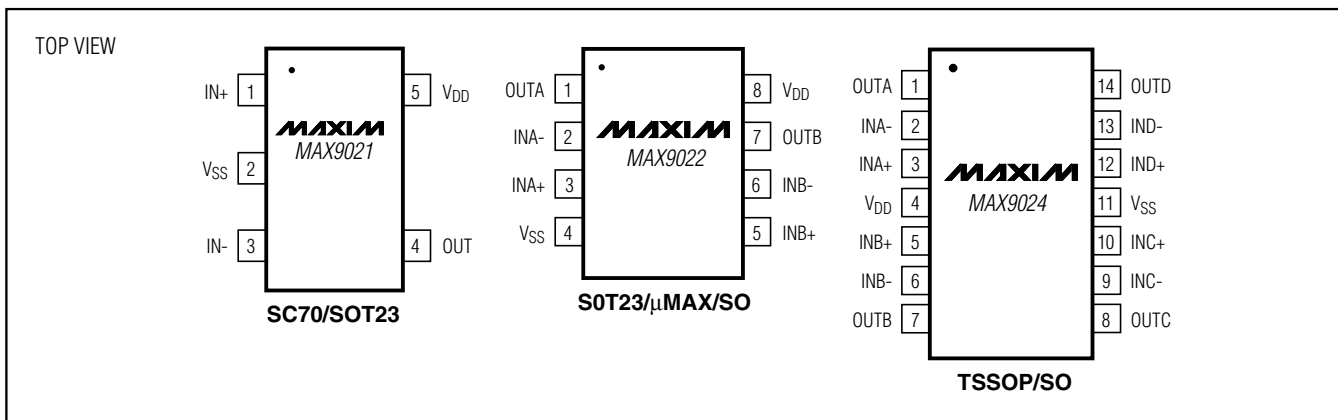 TOP VIEW
IN+ 1
VSS 2
IN- 3
5 VDD
4 OUT
MAXIM
MAX9021
SC70/SOT23
OUTA 1
INA- 2
INA+ 3
VSS 4
8 VDD
7 OUTB
6 INB-
5 INB+
MAXIM
MAX9022
S0T23/μMAX/SO
OUTA 1
INA- 2
INA+ 3
VDD 4
INB+ 5
INB- 6
OUTB 7
14 OUTD
13 IND-
12 IND+
11 VSS
10 INC+
9 INC-
8 OUTC
MAXIM
MAX9024
TSSOP/SO